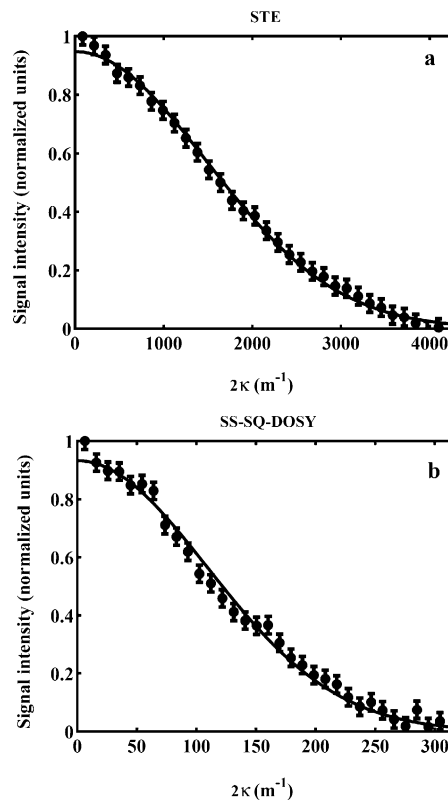 STE
a
1
0.8
0.6
0.4
0.2
0
Signal intensity (normalized units)
0 1000 2000 3000 4000
2κ (m⁻¹)
SS-SQ-DOSY
b
1
0.8
0.6
0.4
0.2
0
Signal intensity (normalized units)
0 50 100 150 200 250 300
2κ (m⁻¹)